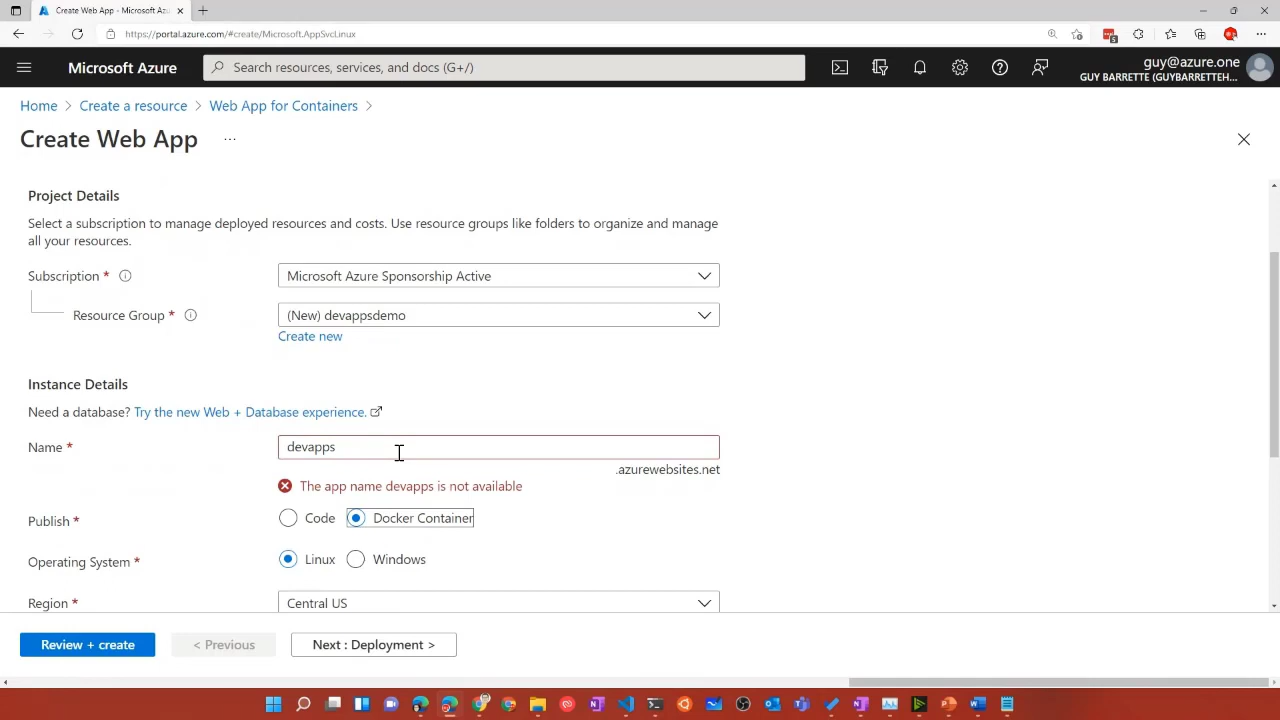 Create Web App - Microsoft Az
https://portal.azure.com/#create/Microsoft.AppSvcLinux
5
Microsoft Azure
Search resources, services, and docs (G+/)
guy@azure.one
GUY BARRETTE (GUYBARRETTEH...
Home > Create a resource > Web App for Containers >
Create Web App ...
Project Details
Select a subscription to manage deployed resources and costs. Use resource groups like folders to organize and manage
all your resources.
Subscription *
Microsoft Azure Sponsorship Active
Resource Group *
(New) devappsdemo
Create new
Instance Details
Need a database? Try the new Web + Database experience.
Name *
devapps
.azurewebsites.net
The app name devapps is not available
Publish *
Code
Docker Container
Operating System *
Linux
Windows
Region *
Central US
Review + create
< Previous
Next : Deployment >